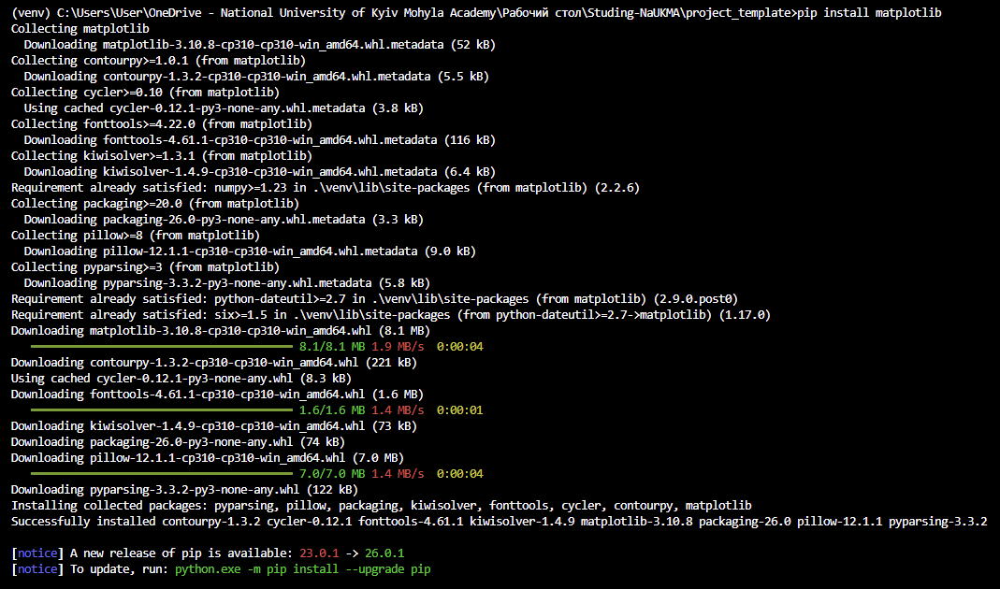 (venv) C:\Users\User\OneDrive - National University of Kyiv Mohyla Academy\Рабочий стол\Studing-NaUKMA\project_template>pip install matplotlib
Collecting matplotlib
  Downloading matplotlib-3.10.8-cp310-cp310-win_amd64.whl.metadata (52 kB)
Collecting contourpy>=1.0.1 (from matplotlib)
  Downloading contourpy-1.3.2-cp310-cp310-win_amd64.whl.metadata (5.5 kB)
Collecting cycler>=0.10 (from matplotlib)
  Using cached cycler-0.12.1-py3-none-any.whl.metadata (3.8 kB)
Collecting fonttools>=4.22.0 (from matplotlib)
  Downloading fonttools-4.61.1-cp310-cp310-win_amd64.whl.metadata (116 kB)
Collecting kiwisolver>=1.3.1 (from matplotlib)
  Downloading kiwisolver-1.4.9-cp310-cp310-win_amd64.whl.metadata (6.4 kB)
Requirement already satisfied: numpy>=1.23 in .\venv\lib\site-packages (from matplotlib) (2.2.6)
Collecting packaging>=20.0 (from matplotlib)
  Downloading packaging-26.0-py3-none-any.whl.metadata (3.3 kB)
Collecting pillow>=8 (from matplotlib)
  Downloading pillow-12.1.1-cp310-cp310-win_amd64.whl.metadata (9.0 kB)
Collecting pyparsing>=3 (from matplotlib)
  Downloading pyparsing-3.3.2-py3-none-any.whl.metadata (5.8 kB)
Requirement already satisfied: python-dateutil>=2.7 in .\venv\lib\site-packages (from matplotlib) (2.9.0.post0)
Requirement already satisfied: six>=1.5 in .\venv\lib\site-packages (from python-dateutil>=2.7->matplotlib) (1.17.0)
Downloading matplotlib-3.10.8-cp310-cp310-win_amd64.whl (8.1 MB)
8.1/8.1 MB 1.9 MB/s  0:00:04
Downloading contourpy-1.3.2-cp310-cp310-win_amd64.whl (221 kB)
Using cached cycler-0.12.1-py3-none-any.whl (8.3 kB)
Downloading fonttools-4.61.1-cp310-cp310-win_amd64.whl (1.6 MB)
1.6/1.6 MB 1.4 MB/s  0:00:01
Downloading kiwisolver-1.4.9-cp310-cp310-win_amd64.whl (73 kB)
Downloading packaging-26.0-py3-none-any.whl (74 kB)
Downloading pillow-12.1.1-cp310-cp310-win_amd64.whl (7.0 MB)
7.0/7.0 MB 1.4 MB/s  0:00:04
Downloading pyparsing-3.3.2-py3-none-any.whl (122 kB)
Installing collected packages: pyparsing, pillow, packaging, kiwisolver, fonttools, cycler, contourpy, matplotlib
Successfully installed contourpy-1.3.2 cycler-0.12.1 fonttools-4.61.1 kiwisolver-1.4.9 matplotlib-3.10.8 packaging-26.0 pillow-12.1.1 pyparsing-3.3.2
[notice] A new release of pip is available: 23.0.1 -> 26.0.1
[notice] To update, run: python.exe -m pip install --upgrade pip